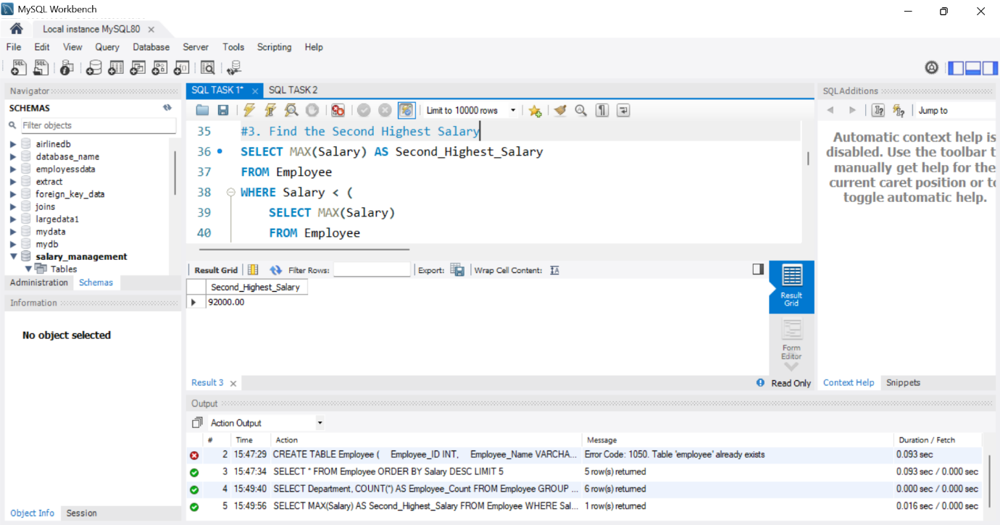 MySQL Workbench
Local instance MySQL80
File Edit View Query Database Server Tools Scripting Help
Navigator
SCHEMAS
Filter objects
airlinedb
database_name
employessdata
extract
foreign_key_data
joins
largedata1
mydata
mydb
salary_management
Tables
Administration Schemas
Information
No object selected
Object Info Session
SQL TASK 1* SQL TASK 2
Limit to 10000 rows
35 #3. Find the Second Highest Salary
36 SELECT MAX(Salary) AS Second_Highest_Salary
37 FROM Employee
38 WHERE Salary < (
39 SELECT MAX(Salary)
40 FROM Employee
Result Grid Filter Rows: Export: Wrap Cell Content:
Second_Highest_Salary
92000.00
Result Grid
Form Editor
Result 3 Read Only
SQLAdditions
Jump to
Automatic context help is
disabled. Use the toolbar t
manually get help for the
current caret position or to
toggle automatic help.
Context Help Snippets
Output
Action Output
# Time Action Message Duration / Fetch
2 15:47:29 CREATE TABLE Employee ( Employee_ID INT, Employee_Name VARCHA... Error Code: 1050. Table 'employee' already exists 0.093 sec
3 15:47:34 SELECT * FROM Employee ORDER BY Salary DESC LIMIT 5 5 row(s) returned 0.093 sec / 0.000 sec
4 15:49:40 SELECT Department, COUNT(*) AS Employee_Count FROM Employee GROUP ... 6 row(s) returned 0.000 sec / 0.000 sec
5 15:49:56 SELECT MAX(Salary) AS Second_Highest_Salary FROM Employee WHERE Sal... 1 row(s) returned 0.016 sec / 0.000 sec